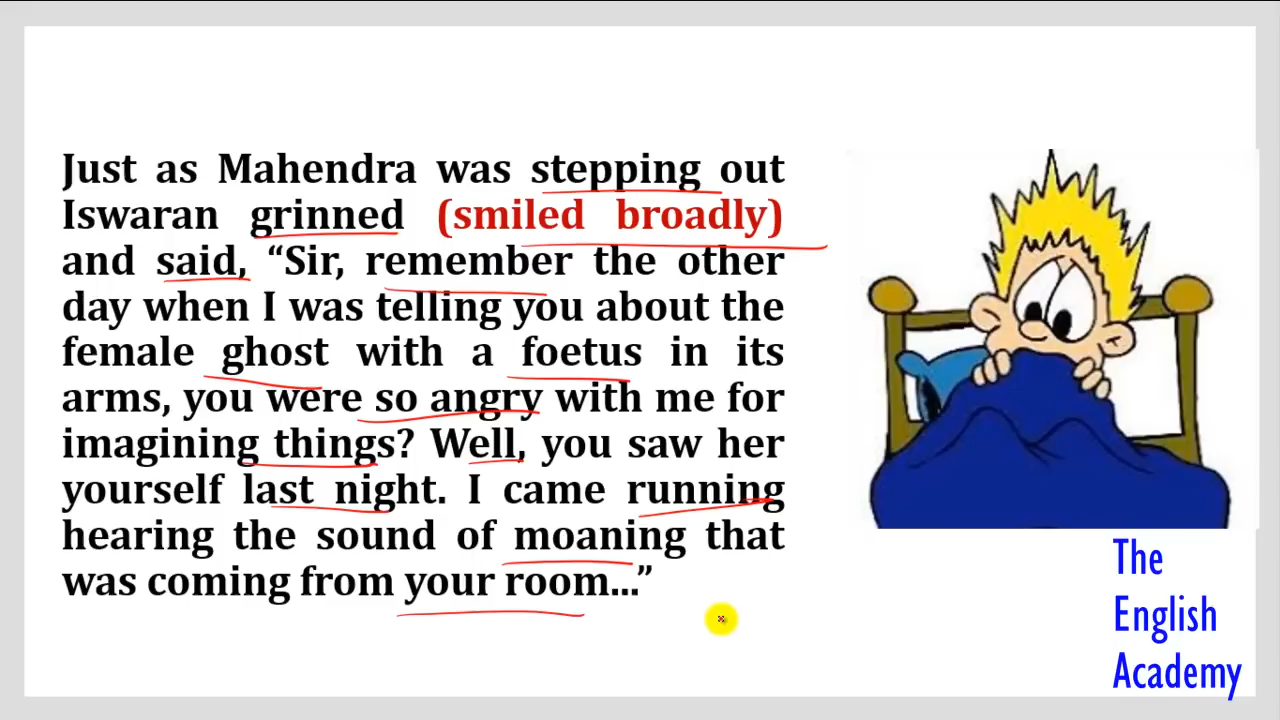 Just as Mahendra was stepping out
Iswaran grinned (smiled broadly)
and said, “Sir, remember the other
day when I was telling you about the
female ghost with a foetus in its
arms, you were so angry with me for
imagining things? Well, you saw her
yourself last night. I came running
hearing the sound of moaning that
was coming from your room...”
The
English
Academy